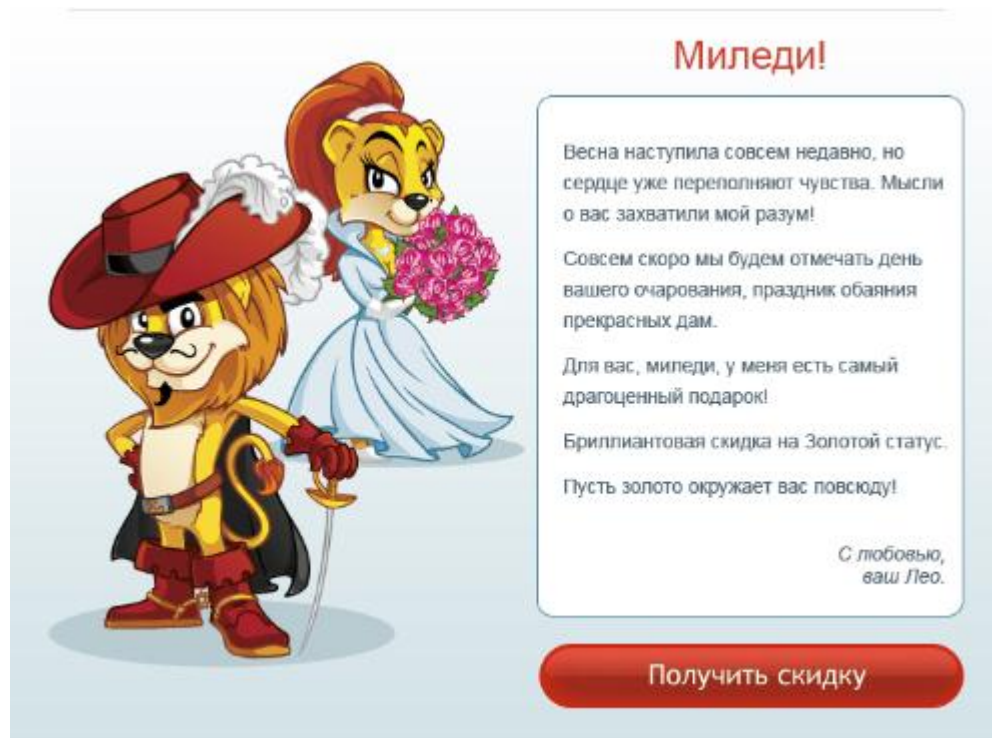 Миледи!
Весна наступила совсем недавно, но
сердце уже переполняют чувства. Мысли
о вас захватили мой разум!
Совсем скоро мы будем отмечать день
вашего очарования, праздник обаяния
прекрасных дам.
Для вас, миледи, у меня есть самый
драгоценный подарок!
Бриллиантовая скидка на Золотой статус.
Пусть золото окружает вас повсюду!
С любовью,
ваш Лео.
Получить скидку